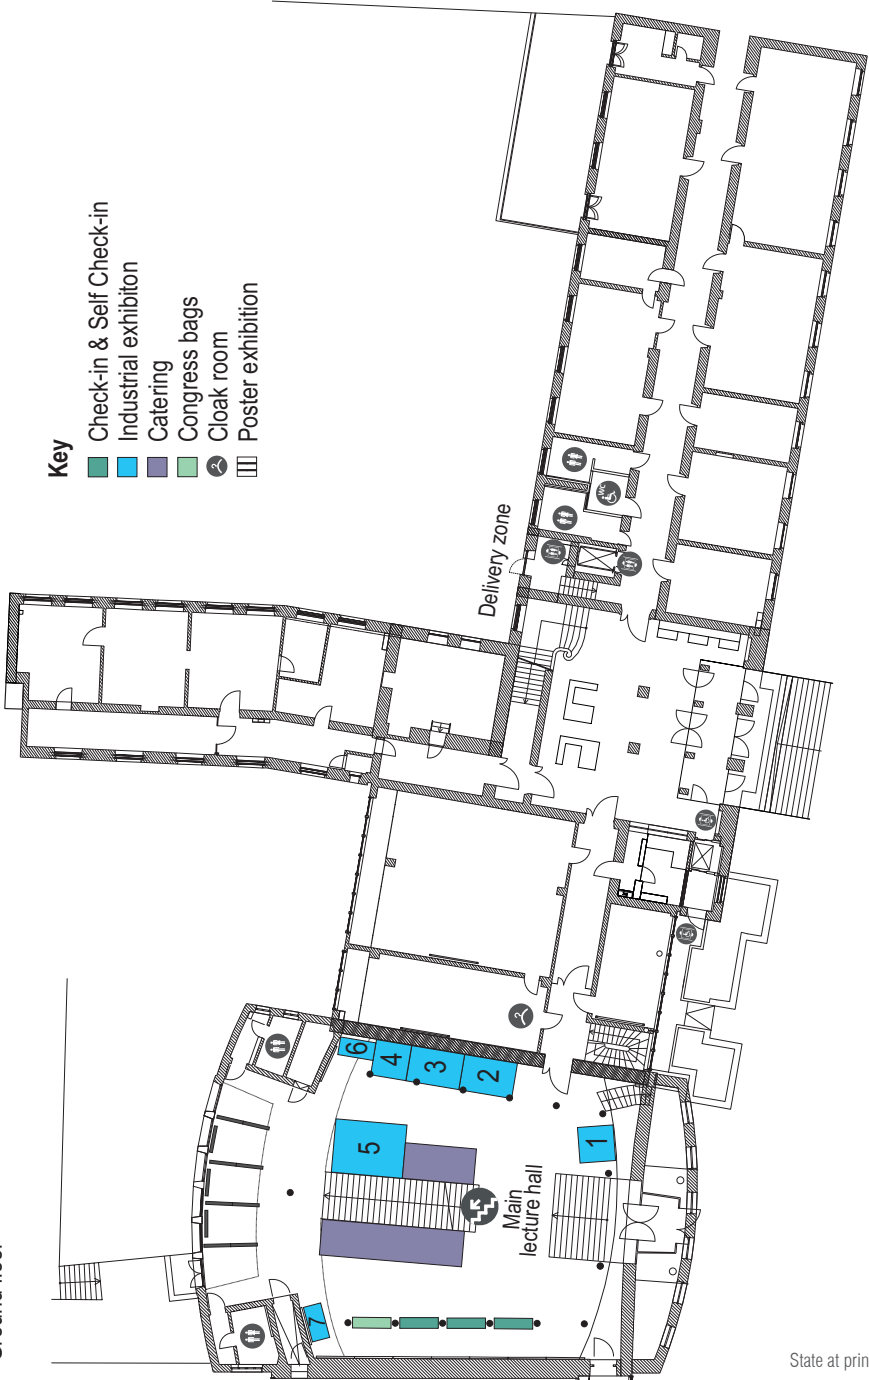 Key
Check-in & Self Check-in
Industrial exhibiton
Catering
Congress bags
Cloak room
Poster exhibition
Delivery zone
WC
6
4
3
2
5
1
7
Main
lecture hall
State at prin